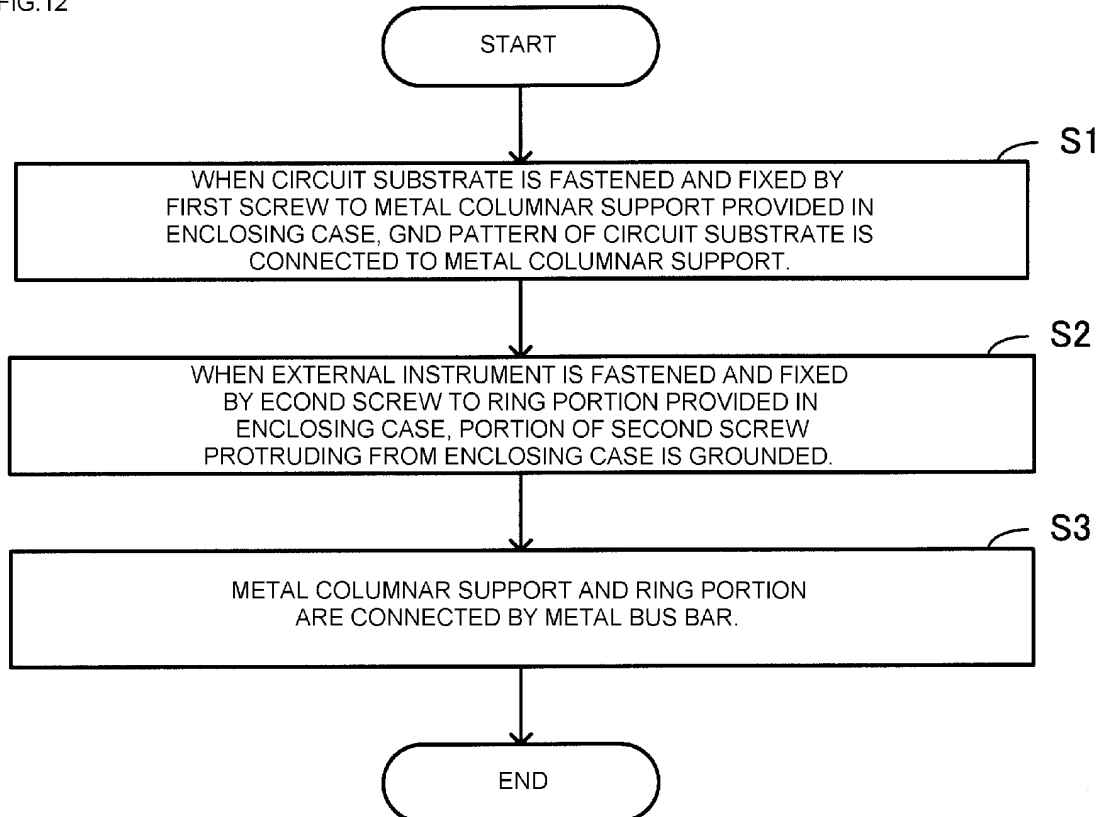 FIG.12
START
S1
WHEN CIRCUIT SUBSTRATE IS FASTENED AND FIXED BY
FIRST SCREW TO METAL COLUMNAR SUPPORT PROVIDED IN
ENCLOSING CASE, GND PATTERN OF CIRCUIT SUBSTRATE IS
CONNECTED TO METAL COLUMNAR SUPPORT.
S2
WHEN EXTERNAL INSTRUMENT IS FASTENED AND FIXED
BY ECOND SCREW TO RING PORTION PROVIDED IN
ENCLOSING CASE, PORTION OF SECOND SCREW
PROTRUDING FROM ENCLOSING CASE IS GROUNDED.
S3
METAL COLUMNAR SUPPORT AND RING PORTION
ARE CONNECTED BY METAL BUS BAR.
END